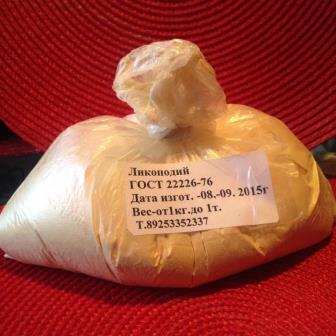 Ликоподий
ГОСТ 22226-76
Дата изгот. -08.-09. 2015г
Вес-от1кг.до 1т.
Т.89253352337